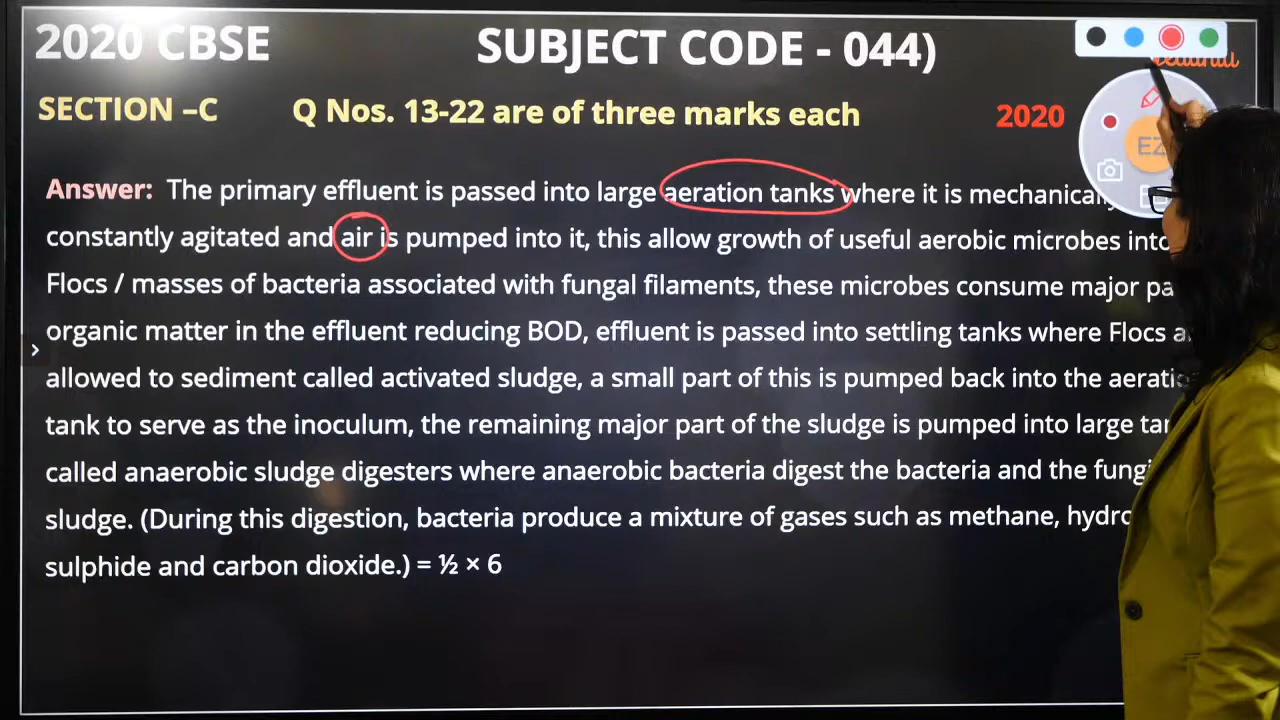 2020 CBSE SUBJECT CODE - 044)
SECTION –C Q Nos. 13-22 are of three marks each 2020
EZ
Answer: The primary effluent is passed into large aeration tanks where it is
constantly agitated and air is pumped into it, this allow growth of useful aerobic microbes into
Flocs / masses of bacteria associated with fungal filaments, these microbes consume major
organic matter in the effluent reducing BOD, effluent is passed into settling tanks where Flocs
allowed to sediment called activated sludge, a small part of this is pumped back into the
tank to serve as the inoculum, the remaining major part of the sludge is pumped into large
called anaerobic sludge digesters where anaerobic bacteria digest the bacteria and the fungi
sludge. (During this digestion, bacteria produce a mixture of gases such as methane,
sulphide and carbon dioxide.) = ½ × 6